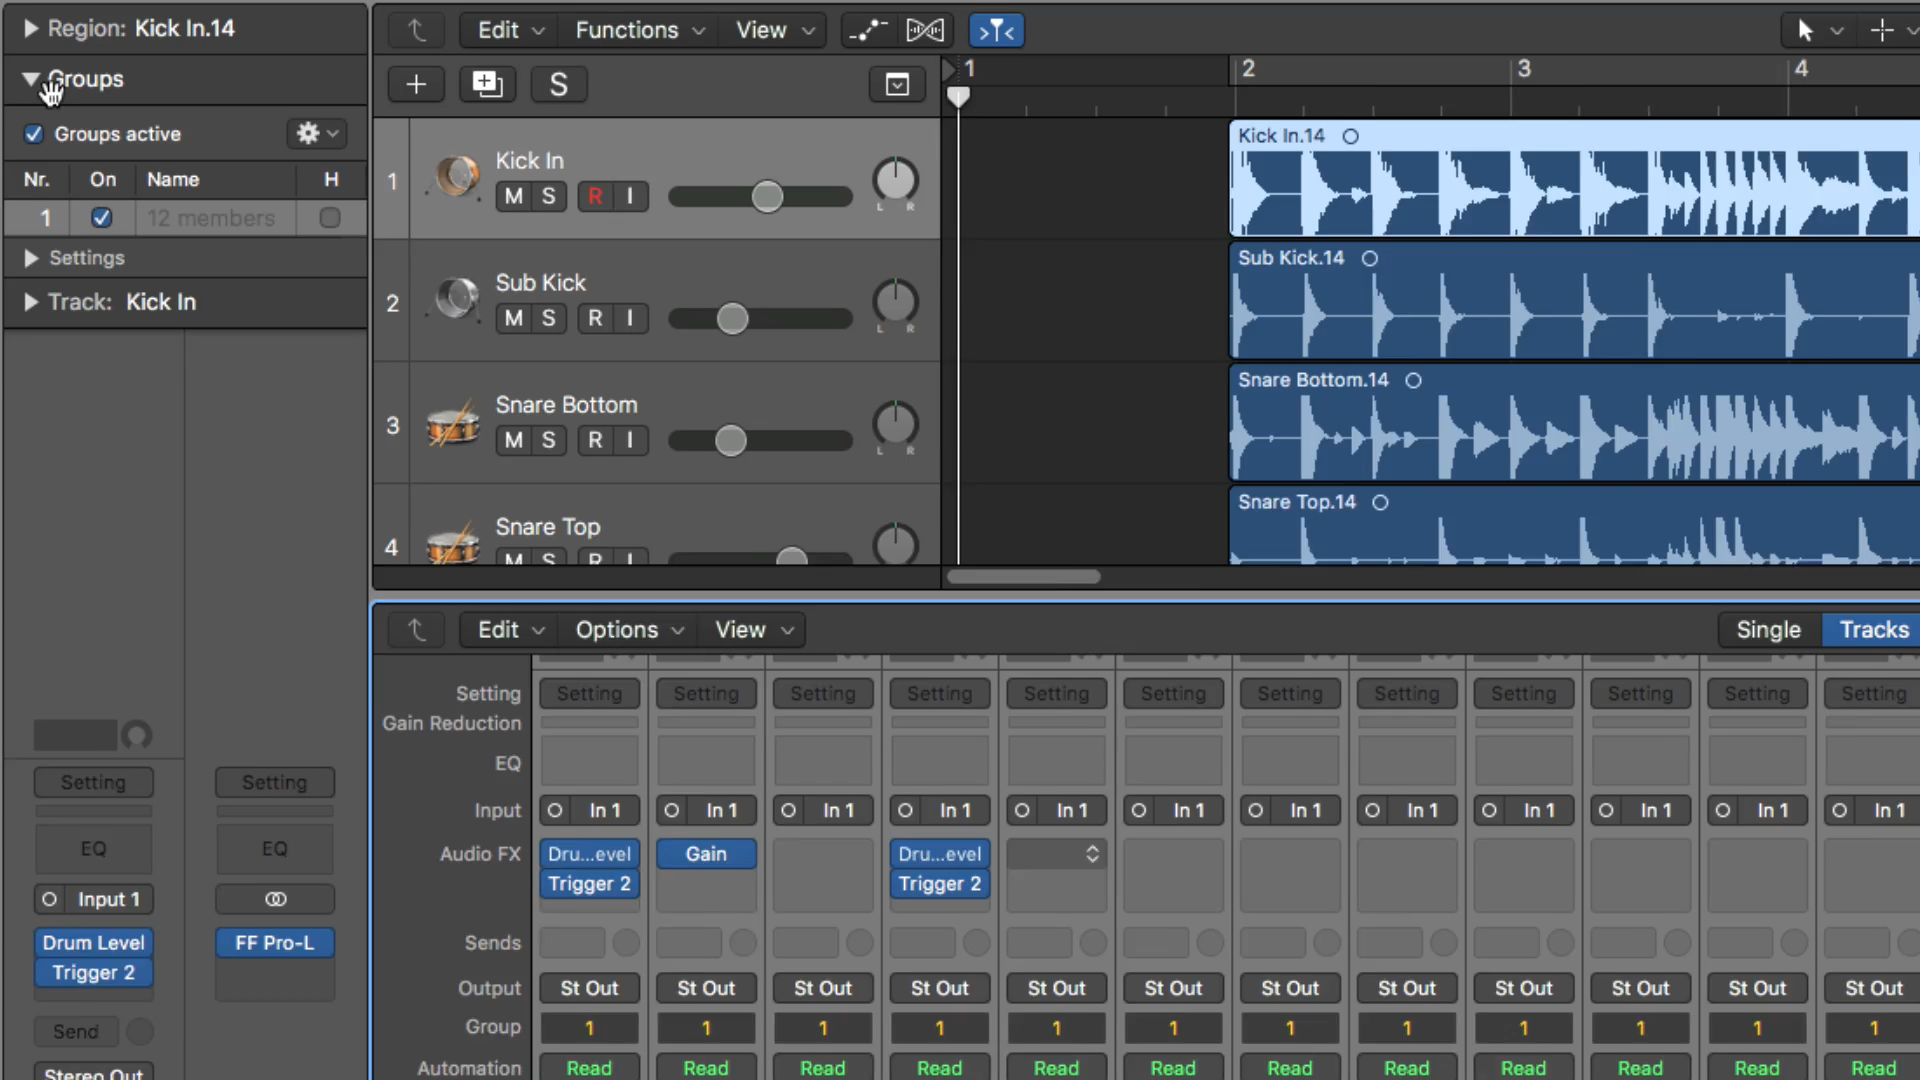 Region: Kick In.14
Groups
Groups active
Nr. On Name H
1 12 members
Settings
Track: Kick In
Setting Setting
EQ EQ
Input 1
Drum Level FF Pro-L
Trigger 2
Send
Stereo Out
Edit Functions View
S
1 2 3 4
1 Kick In
M S R I
L R
2 Sub Kick
M S R I
L R
3 Snare Bottom
M S R I
L R
4 Snare Top
M S R I
Kick In.14
Sub Kick.14
Snare Bottom.14
Snare Top.14
Edit Options View Single Tracks
Setting Setting Setting Setting Setting Setting Setting Setting Setting Setting Setting Setting Setting
Gain Reduction
EQ
Input In 1 In 1 In 1 In 1 In 1 In 1 In 1 In 1 In 1 In 1 In 1 In 1
Audio FX Dru...evel Gain Dru...evel
Trigger 2 Trigger 2
Sends
Output St Out St Out St Out St Out St Out St Out St Out St Out St Out St Out St Out St Out
Group 1 1 1 1 1 1 1 1 1 1 1 1
Automation Read Read Read Read Read Read Read Read Read Read Read Read